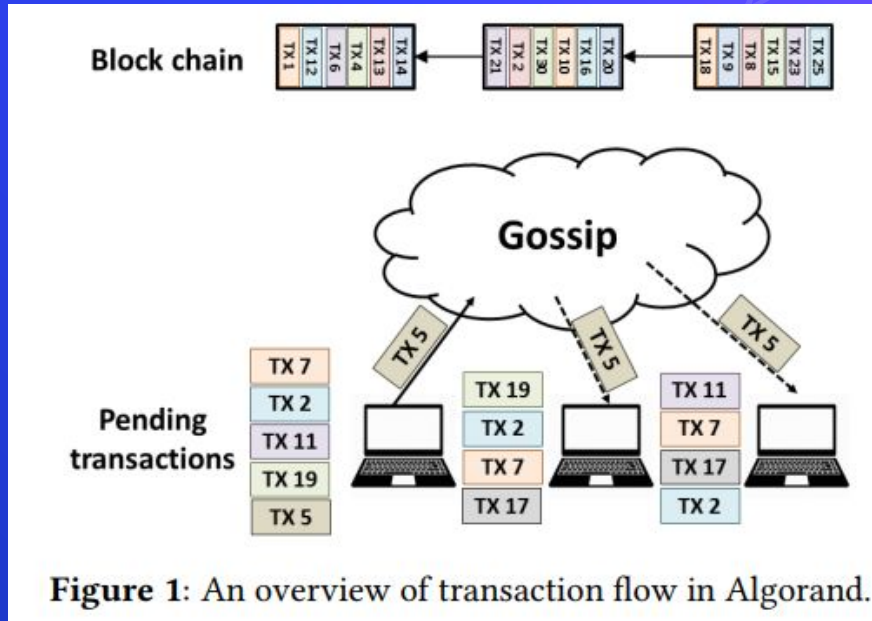 Block chain
TX 1
TX 12
TX 6
TX 4
TX 13
TX 14
TX 21
TX 2
TX 30
TX 10
TX 16
TX 20
TX 18
TX 9
TX 8
TX 15
TX 23
TX 25
Gossip
TX 5
TX 5
TX 5
Pending
transactions
TX 7
TX 2
TX 11
TX 19
TX 5
TX 19
TX 2
TX 7
TX 17
TX 11
TX 7
TX 17
TX 2
Figure 1: An overview of transaction flow in Algorand.